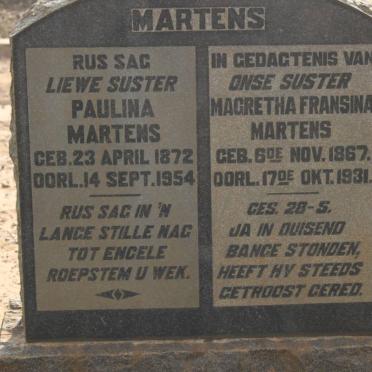 MARTENS
RUS SAG
LIEWE SUSTER
PAULINA
MARTENS
GEB. 23 APRIL 1872
OORL. 14 SEPT. 1954
RUS SAG IN 'N
LANGE STILLE NAG
TOT ENGELE
ROEPSTEM U WEK.
IN GEDAGTENIS VAN
ONSE SUSTER
MAGRETHA FRANSINA
MARTENS
GEB. 6DE NOV. 1867.
OORL. 17DE OKT. 1931.
GES. 28-5.
JA IN DUISEND
BANGE STONDEN,
HEEFT HY STEEDS
GETROOST GERED.